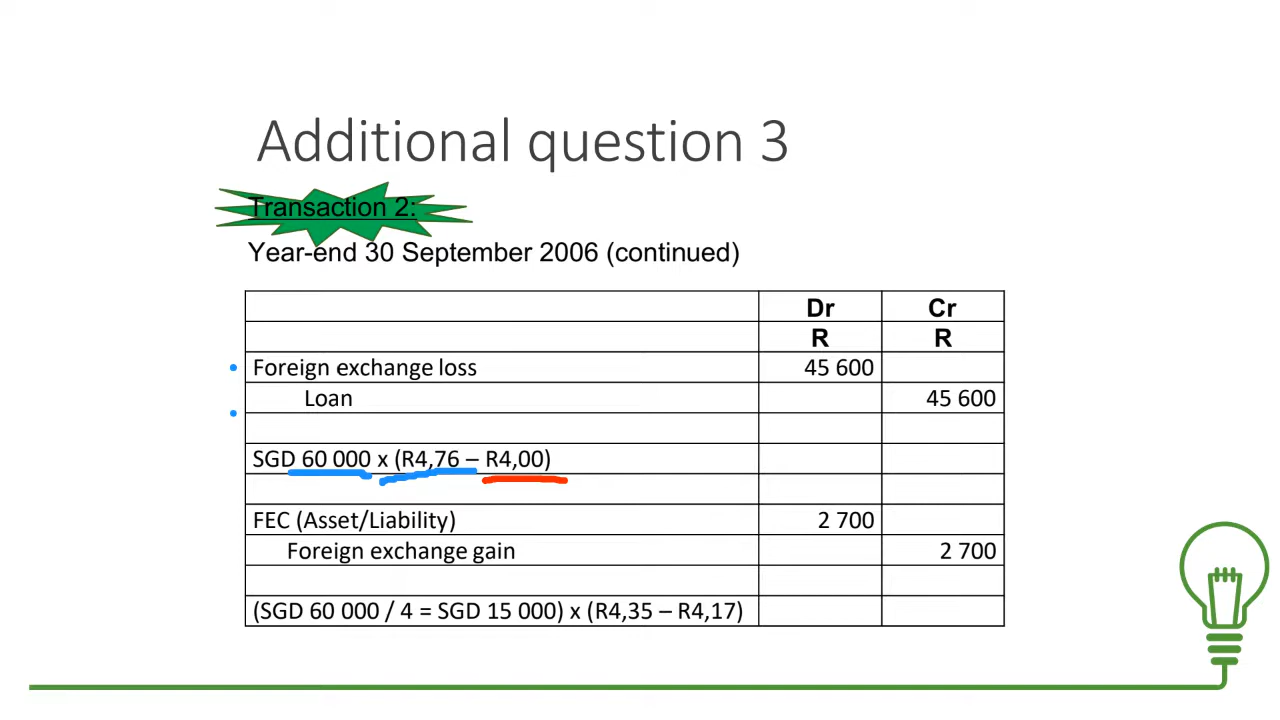 Additional question 3
Transaction 2:
Year-end 30 September 2006 (continued)
Dr Cr
R R
Foreign exchange loss 45 600
Loan 45 600
SGD 60 000 x (R4,76 – R4,00)
FEC (Asset/Liability) 2 700
Foreign exchange gain 2 700
(SGD 60 000 / 4 = SGD 15 000) x (R4,35 – R4,17)